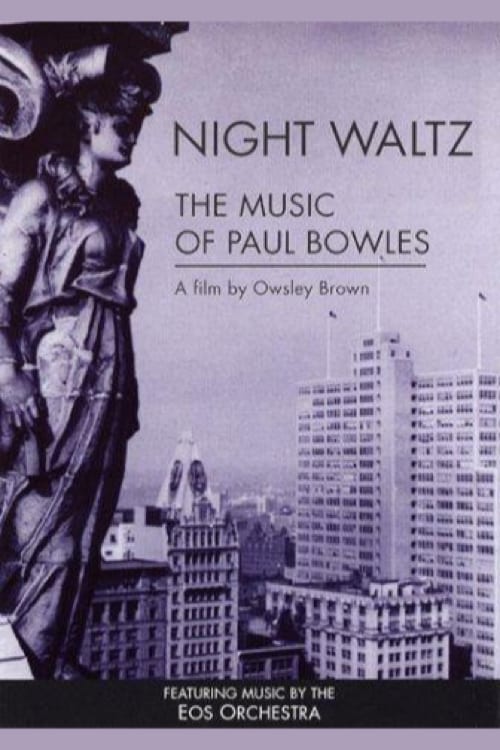 NIGHT WALTZ
THE MUSIC
OF PAUL BOWLES
A film by Owsley Brown
FEATURING MUSIC BY THE
EOS ORCHESTRA